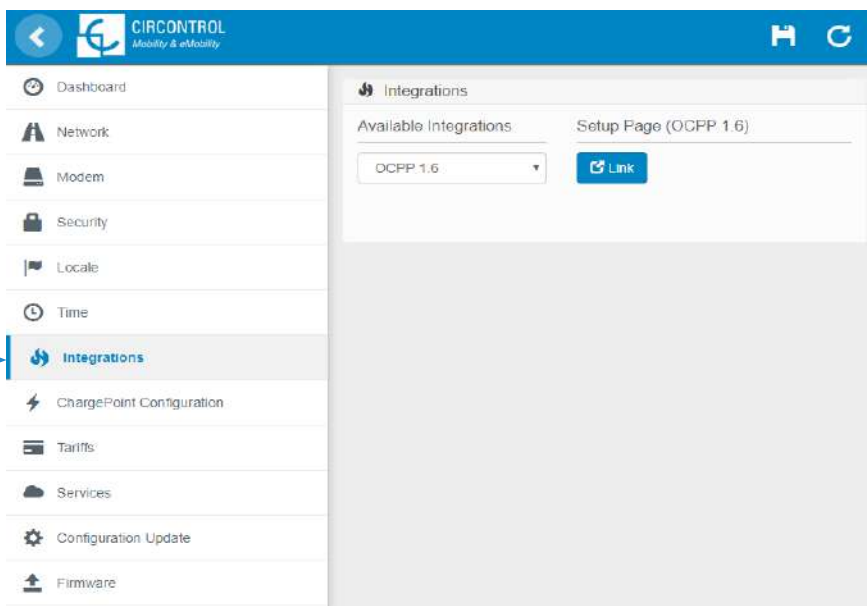 CIRCONTROL
Mobility & eMobility
Dashboard
Network
Modem
Security
Locale
Time
Integrations
ChargePoint Configuration
Tariffs
Services
Configuration Update
Firmware
Integrations
Available Integrations
Setup Page (OCPP 1.6)
OCPP 1.6
Link